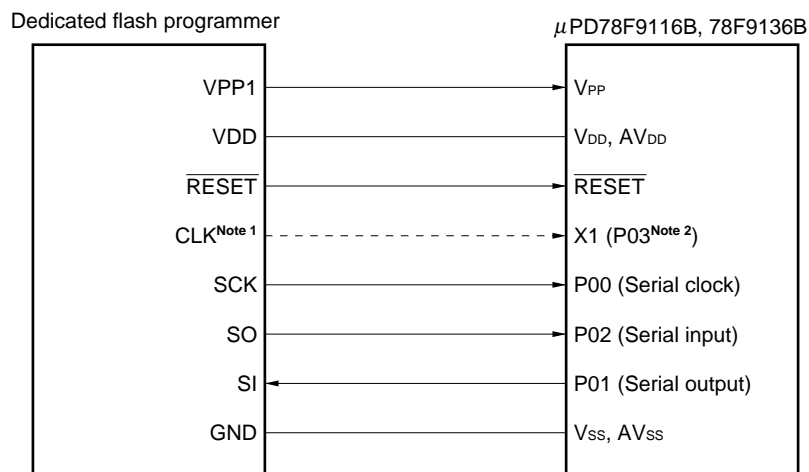 Dedicated flash programmer
μPD78F9116B, 78F9136B
VPP1
VPP
VDD
VDD, AVDD
RESET
RESET
CLKNote 1
X1 (P03Note 2)
SCK
P00 (Serial clock)
SO
P02 (Serial input)
SI
P01 (Serial output)
GND
VSS, AVSS